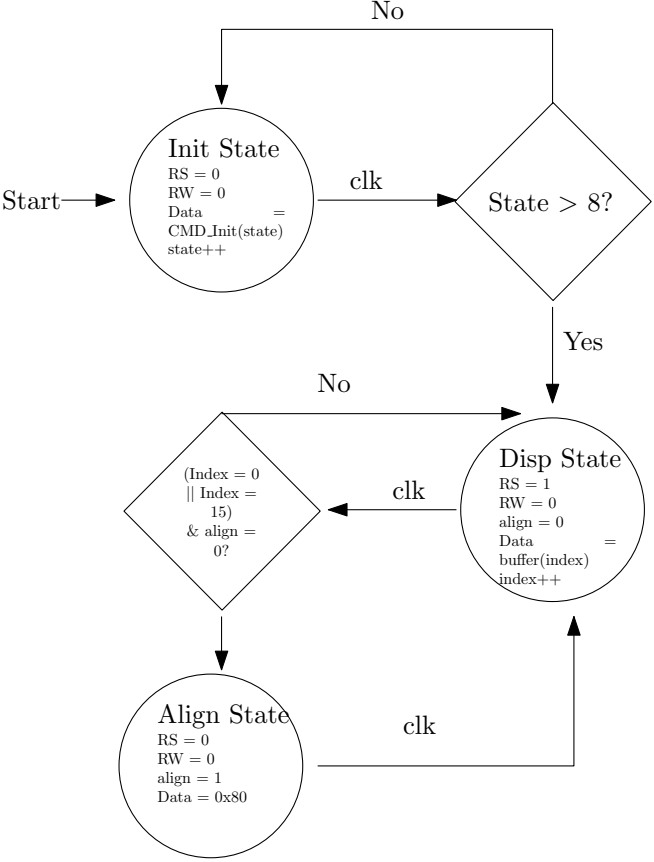 No
Init State
RS = 0
RW = 0
Data =
CMD_Init(state)
state++
Start
clk
State > 8?
Yes
No
(Index = 0
|| Index =
15)
& align =
0?
clk
Disp State
RS = 1
RW = 0
align = 0
Data =
buffer(index)
index++
Align State
RS = 0
RW = 0
align = 1
Data = 0x80
clk